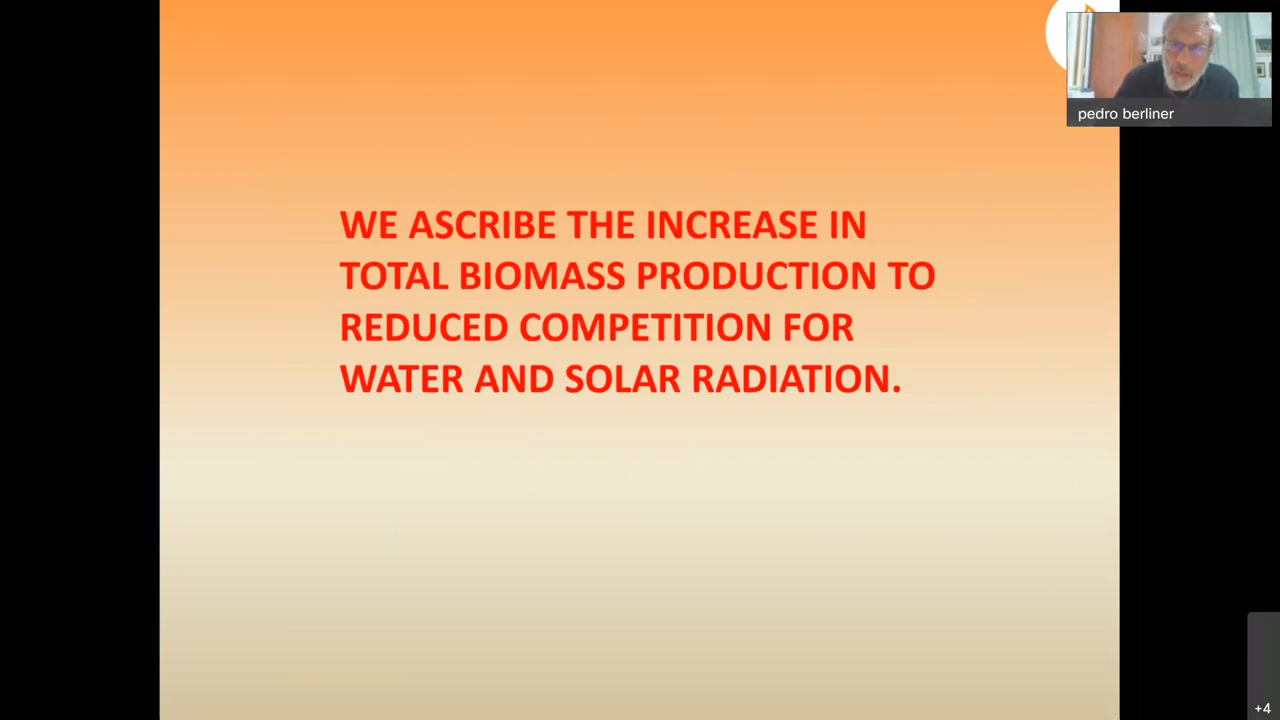 pedro berliner
WE ASCRIBE THE INCREASE IN
TOTAL BIOMASS PRODUCTION TO
REDUCED COMPETITION FOR
WATER AND SOLAR RADIATION.
+4